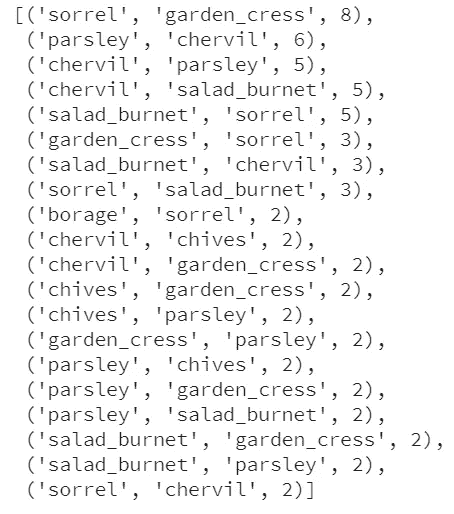 [('sorrel', 'garden_cress', 8),
('parsley', 'chervil', 6),
('chervil', 'parsley', 5),
('chervil', 'salad_burnet', 5),
('salad_burnet', 'sorrel', 5),
('garden_cress', 'sorrel', 3),
('salad_burnet', 'chervil', 3),
('sorrel', 'salad_burnet', 3),
('borage', 'sorrel', 2),
('chervil', 'chives', 2),
('chervil', 'garden_cress', 2),
('chives', 'garden_cress', 2),
('chives', 'parsley', 2),
('garden_cress', 'parsley', 2),
('parsley', 'chives', 2),
('parsley', 'garden_cress', 2),
('parsley', 'salad_burnet', 2),
('salad_burnet', 'garden_cress', 2),
('salad_burnet', 'parsley', 2),
('sorrel', 'chervil', 2)]